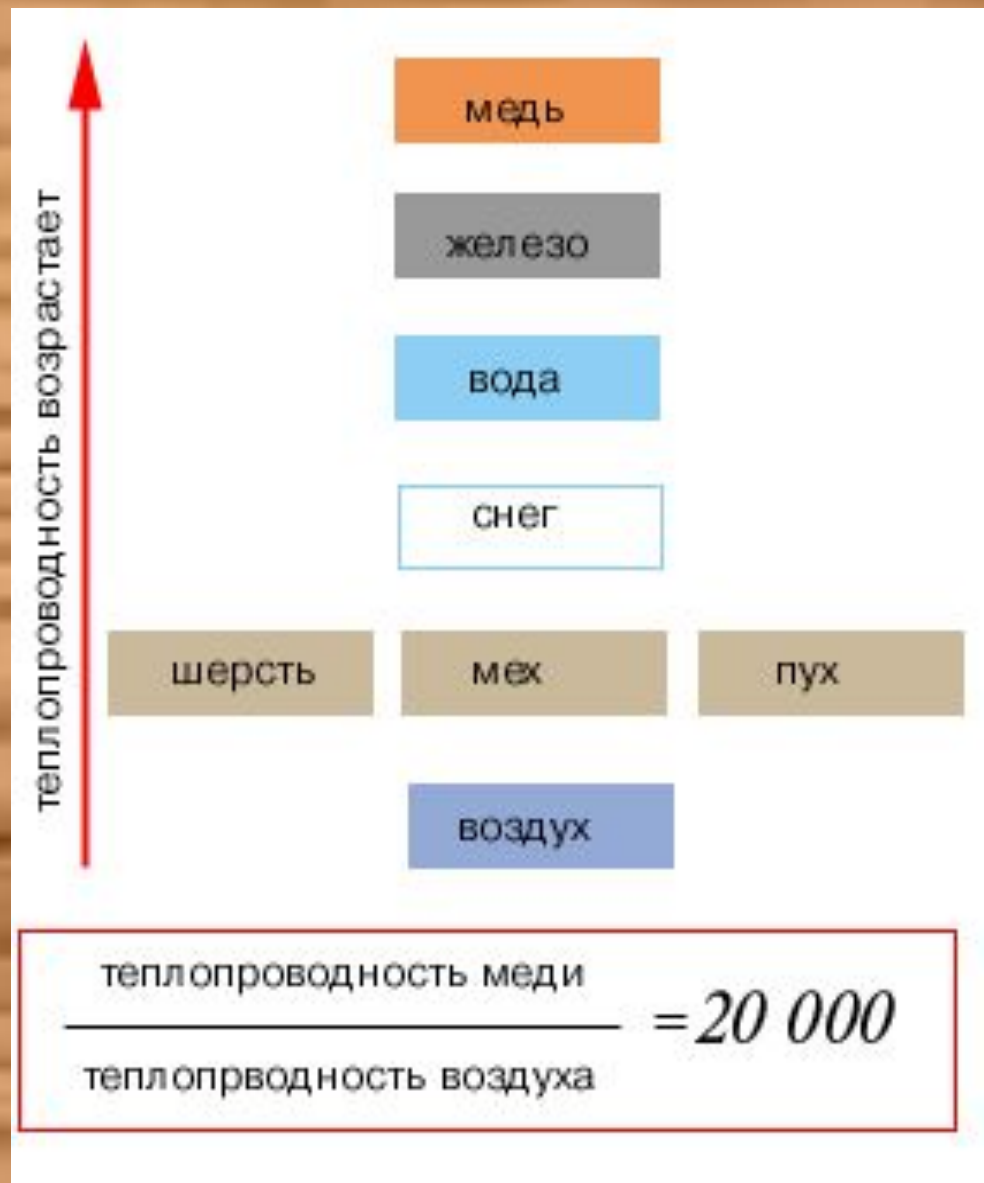 теплопроводность возрастает
медь
железо
вода
снег
шерсть
мех
пух
воздух
теплопроводность меди
= 20 000
теплопрводность воздуха